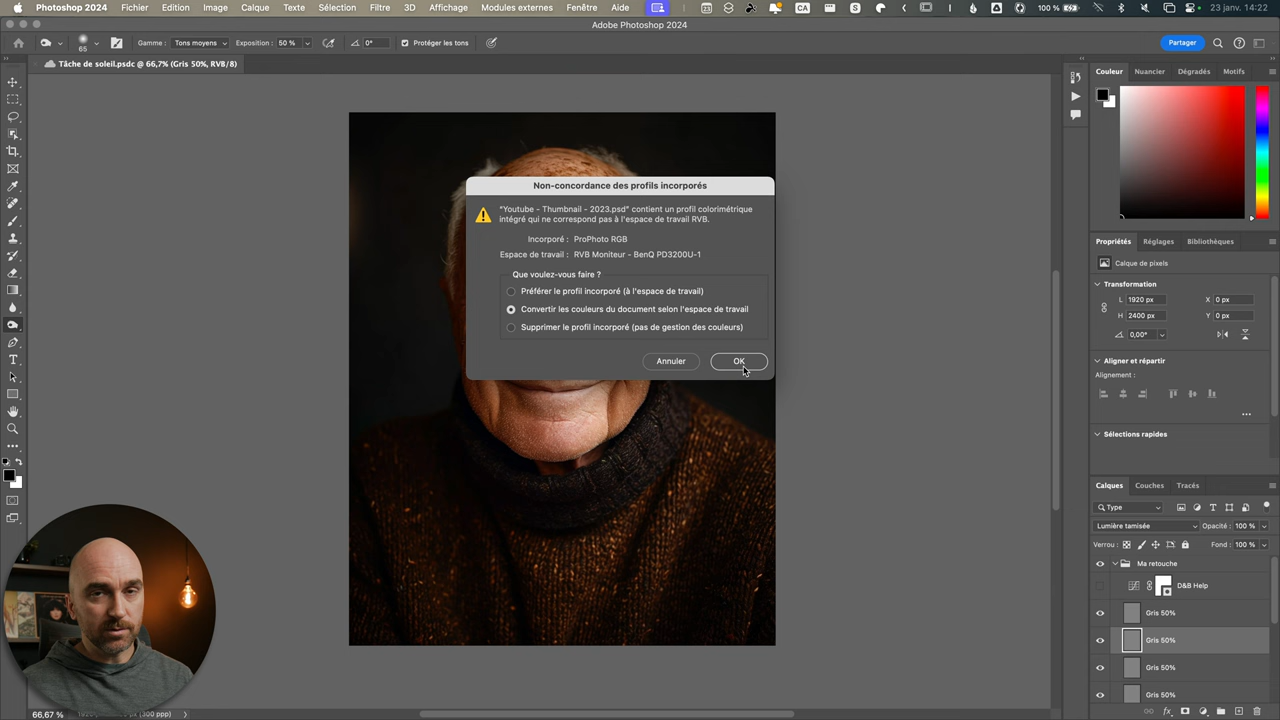 Photoshop 2024 Fichier Edition Image Calque Texte Sélection Filtre 3D Affichage Modules externes Fenêtre Aide
CA
S
100 %
23 janv. 14:22
Adobe Photoshop 2024
65
Gamme : Tons moyens
Exposition : 50 %
0°
Protéger les tons
Partager
Tâche de soleil.psdc @ 66,7% (Gris 50%, RVB/8)
Non-concordance des profils incorporés
"Youtube - Thumbnail - 2023.psd" contient un profil colorimétrique
intégré qui ne correspond pas à l'espace de travail RVB.
Incorporé : ProPhoto RGB
Espace de travail : RVB Moniteur - BenQ PD3200U-1
Que voulez-vous faire ?
Préférer le profil incorporé (à l'espace de travail)
Convertir les couleurs du document selon l'espace de travail
Supprimer le profil incorporé (pas de gestion des couleurs)
Annuler
OK
Couleur Nuancier Dégradés Motifs
Propriétés Réglages Bibliothèques
Calque de pixels
Transformation
L 1920 px X 0 px
H 2400 px Y 0 px
0,00°
Aligner et répartir
Alignement :
Sélections rapides
Calques Couches Tracés
Type
Lumière tamisée
Opacité : 100 %
Verrou :
Fond : 100 %
Ma retouche
D&B Help
Gris 50%
Gris 50%
Gris 50%
Gris 50%
fx
66,67 %